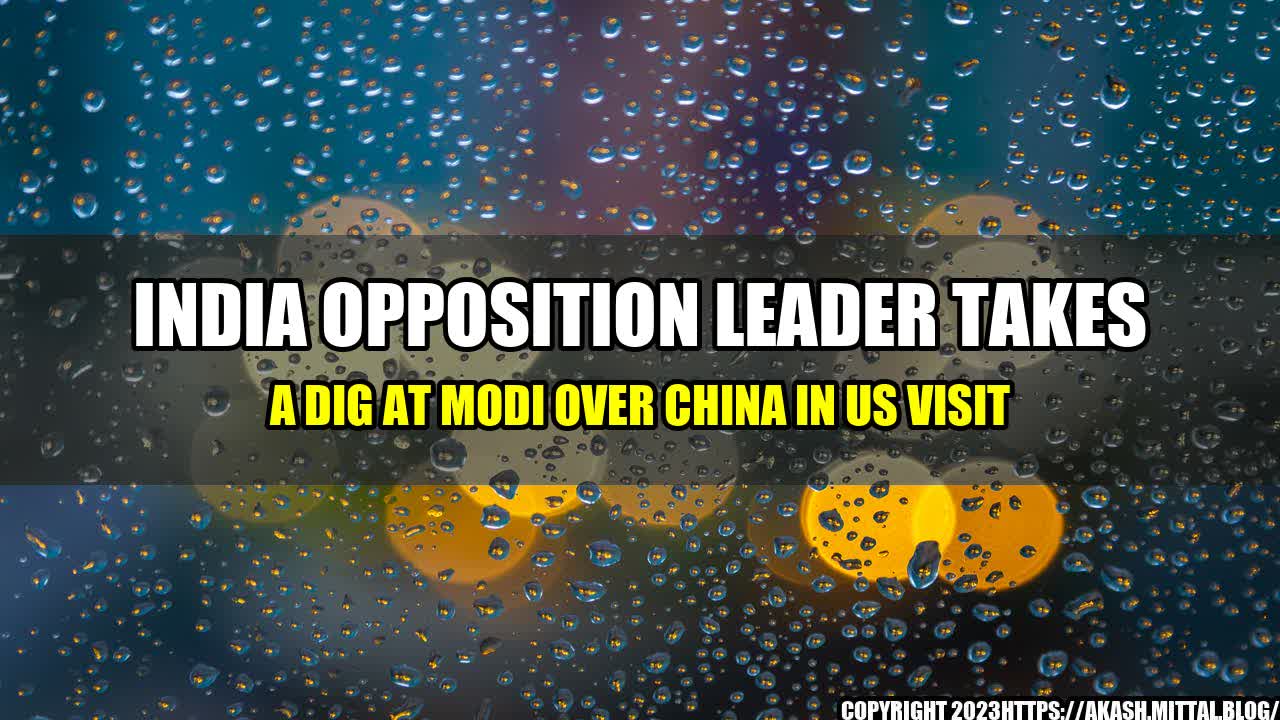 INDIA OPPOSITION LEADER TAKES
A DIG AT MODI OVER CHINA IN US VISIT
COPYRIGHT 2023HTTPS://AKASH.MITTAL.BLOG/